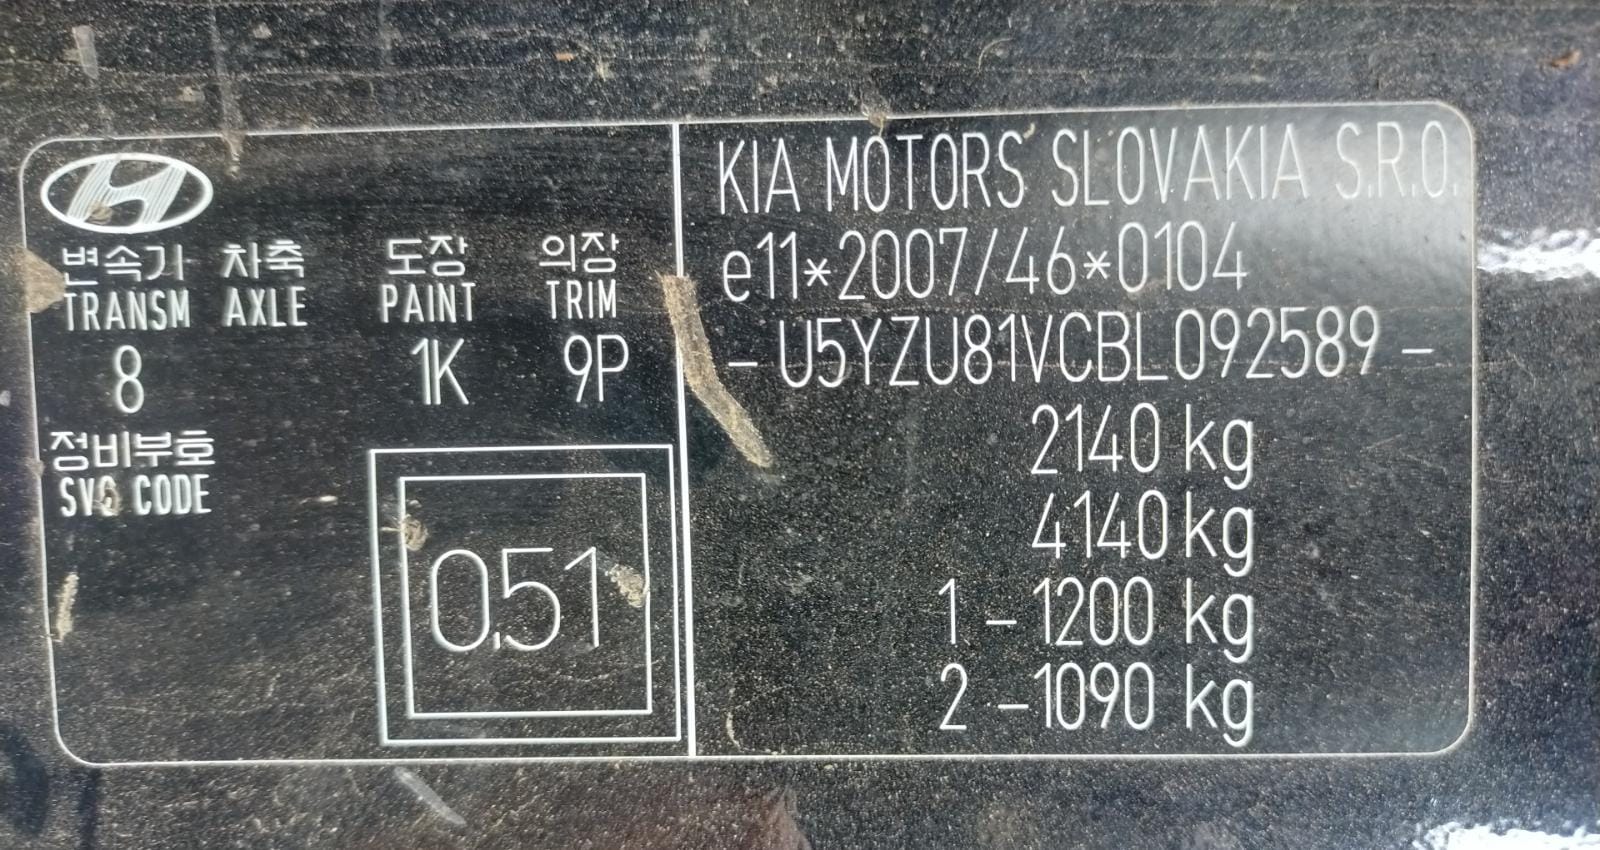 변속기 차축 도장 의장
TRANSM AXLE PAINT TRIM
8 1K 9P
정비부호
SVC CODE
0.51
KIA MOTORS SLOVAKIA S.R.O.
e11*2007/46*0104
- U5YZU81VCBL092589 -
2140 kg
4140 kg
1 - 1200 kg
2 - 1090 kg